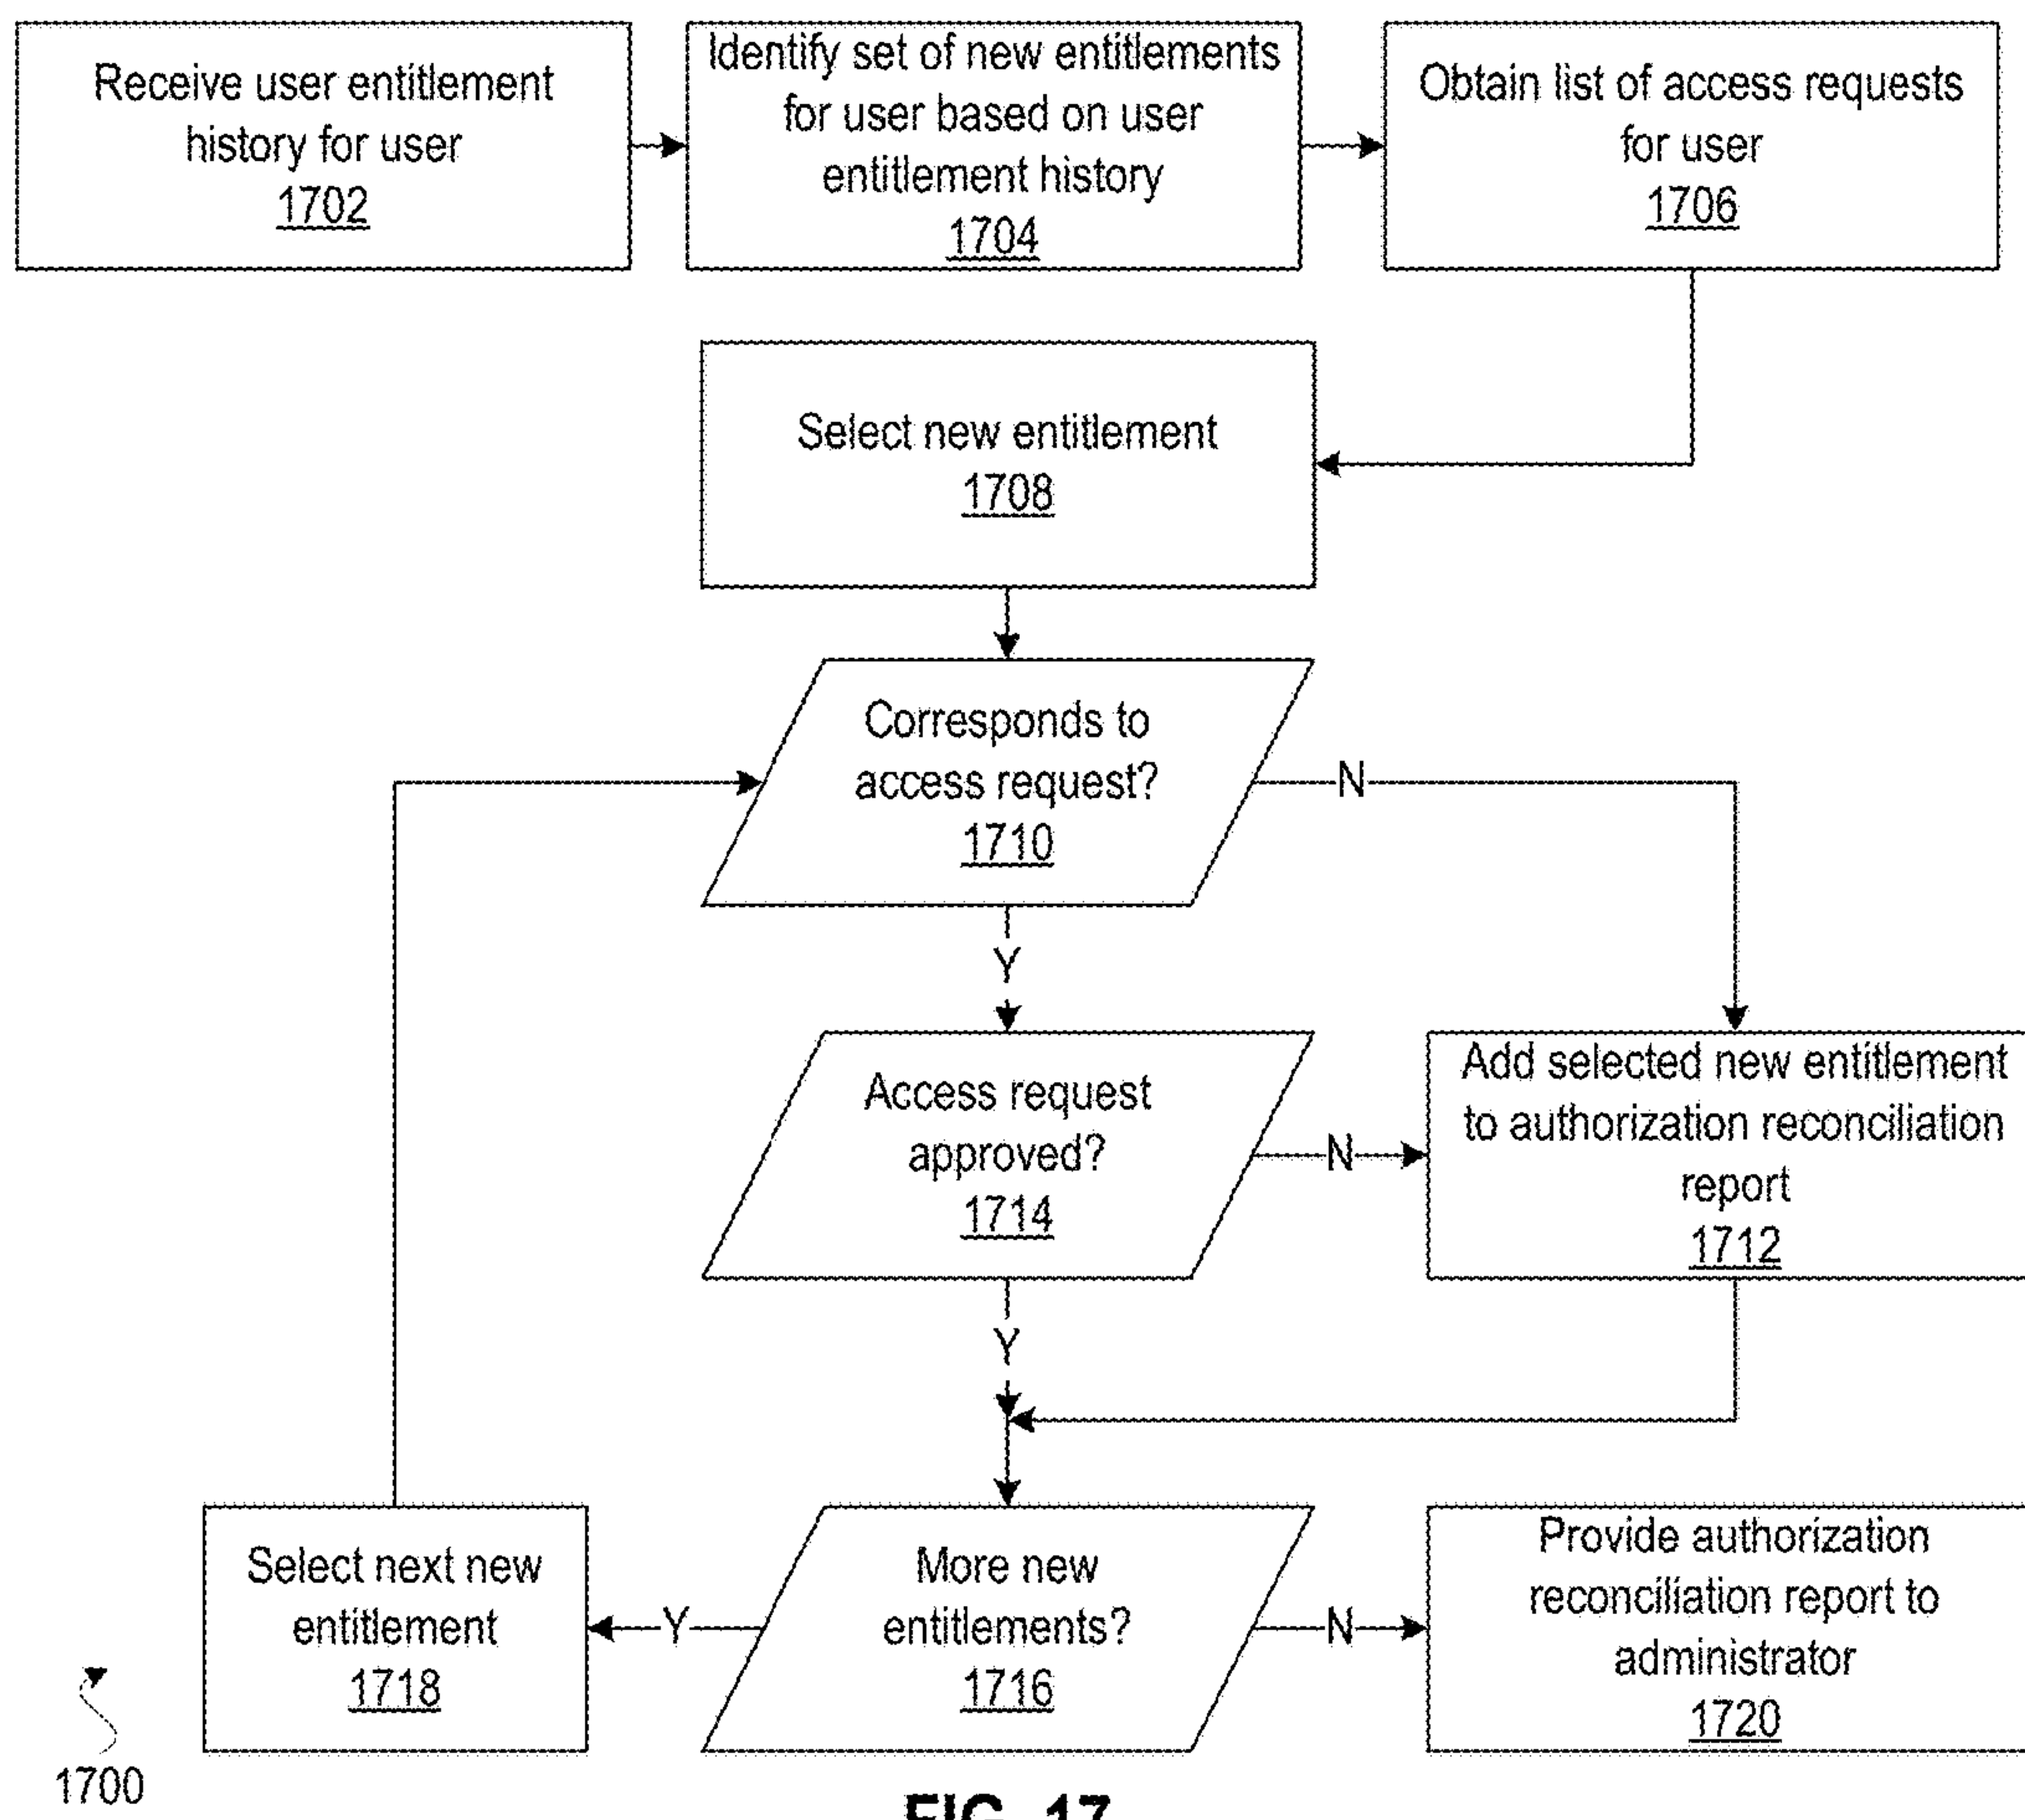 Receive user entitlement
history for user
1702
Identify set of new entitlements
for user based on user
entitlement history
1704
Obtain list of access requests
for user
1706
Select new entitlement
1708
Corresponds to
access request?
1710
N
Y
Access request
approved?
1714
N
Add selected new entitlement
to authorization reconciliation
report
1712
Y
Select next new
entitlement
1718
Y
More new
entitlements?
1716
N
Provide authorization
reconciliation report to
administrator
1720
1700
FIG. 17